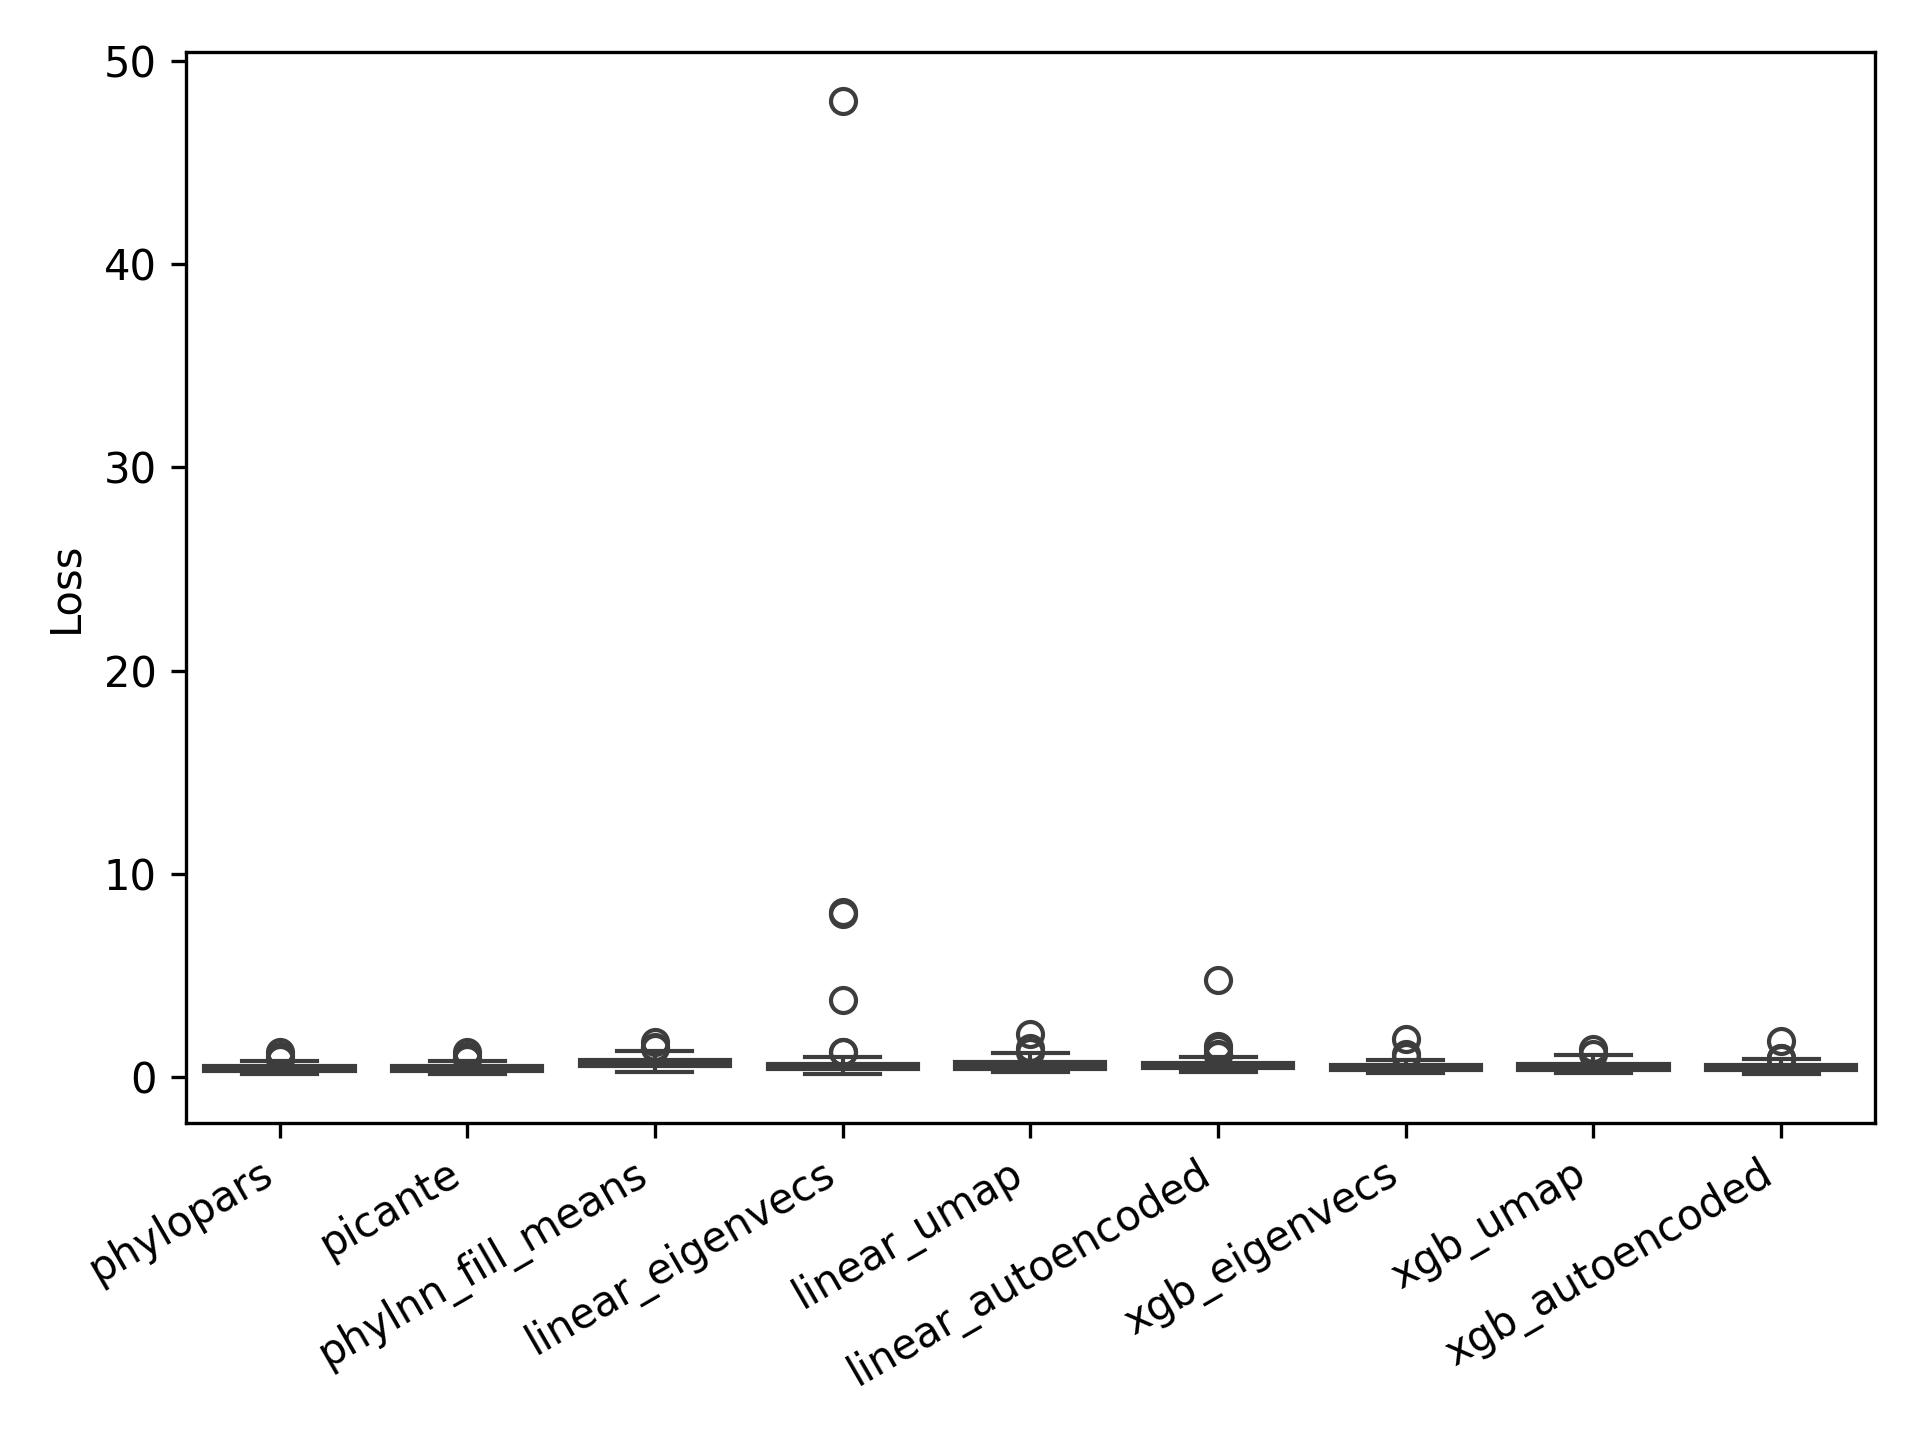 50
40
30
20
10
0
Loss
phylopars
picante
phylnn_fill_means
linear_eigenvecs
linear_umap
linear_autoencoded
xgb_eigenvecs
xgb_umap
xgb_autoencoded